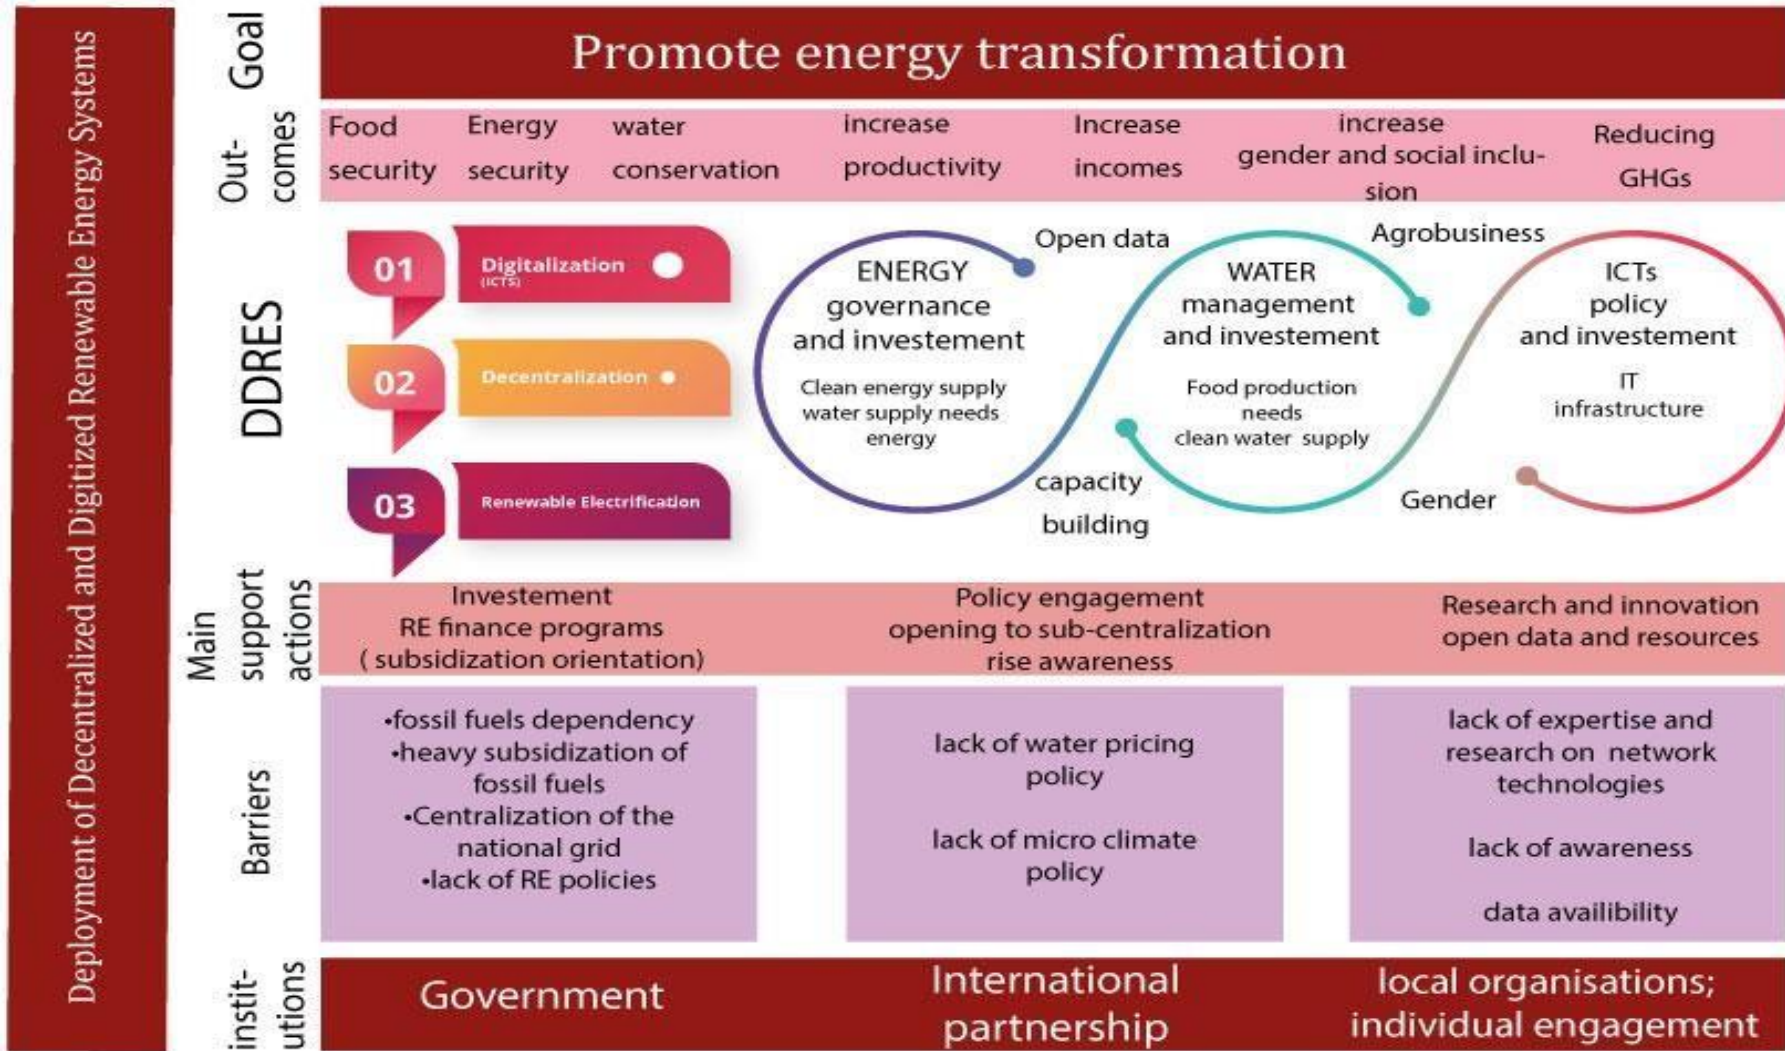 Deployment of Decentralized and Digitized Renewable Energy Systems
Goal
Promote energy transformation
Out-
comes
Food
security
Energy
security
water
conservation
increase
productivity
Increase
incomes
increase
gender and social inclu-
sion
Reducing
GHGs
DDRES
01
Digitalization
(ICTS)
02
Decentralization
03
Renewable Electrification
ENERGY
governance
and investement
Clean energy supply
water supply needs
energy
Open data
capacity
building
WATER
management
and investement
Food production
needs
clean water supply
Agrobusiness
Gender
ICTs
policy
and investement
IT
infrastructure
Main
support
actions
Investement
RE finance programs
( subsidization orientation)
Policy engagement
opening to sub-centralization
rise awareness
Research and innovation
open data and resources
Barriers
•fossil fuels dependency
•heavy subsidization of
fossil fuels
•Centralization of the
national grid
•lack of RE policies
lack of water pricing
policy
lack of micro climate
policy
lack of expertise and
research on network
technologies
lack of awareness
data availibility
instit-
utions
Government
International
partnership
local organisations;
individual engagement